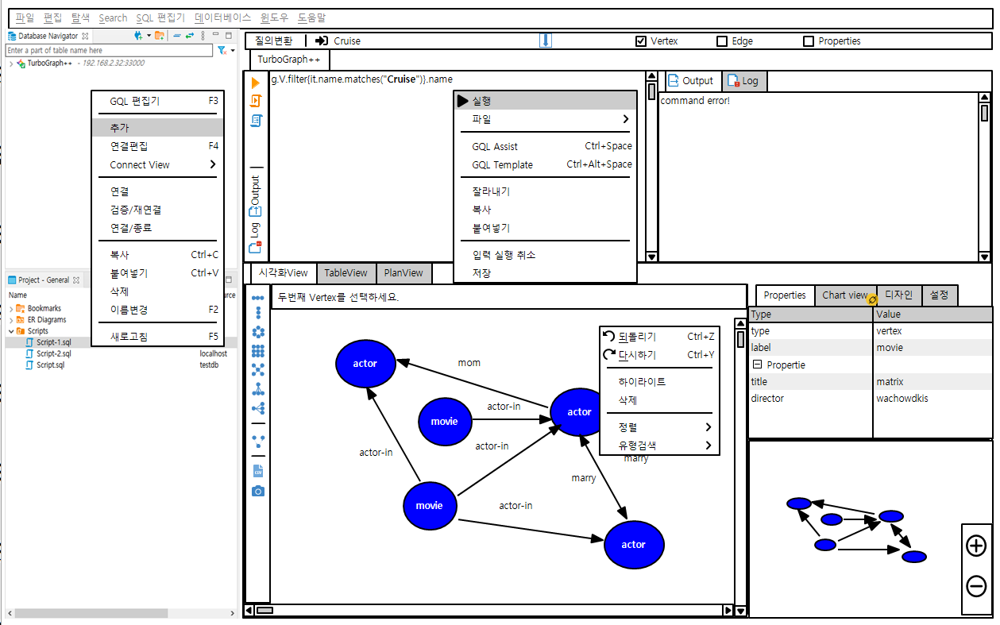 파일 편집 탐색 Search SQL 편집기 데이터베이스 윈도우 도움말
Database Navigator
Enter a part of table name here
TurboGraph++ - 192.168.2.32:33000
GQL 편집기 F3
추가
연결편집 F4
Connect View
연결
검증/재연결
연결/종료
복사 Ctrl+C
붙여넣기 Ctrl+V
삭제
이름변경 F2
새로고침 F5
Project - General
Name
urce
Bookmarks
ER Diagrams
Scripts
Script-1.sql
Script-2.sql localhost
Script.sql testdb
질의변환 Cruise
Vertex Edge Properties
TurboGraph++
g.V.filter{it.name.matches("Cruise")}.name
Output
Log
실행
파일
GQL Assist Ctrl+Space
GQL Template Ctrl+Alt+Space
잘라내기
복사
붙여넣기
입력 실행 취소
저장
Output Log
command error!
시각화View TableView PlanView
두번째 Vertex를 선택하세요.
CSV
actor
mom
movie
actor-in
actor
actor-in
actor-in
marry
marry
movie
actor-in
actor
되돌리기 Ctrl+Z
다시하기 Ctrl+Y
하이라이트
삭제
정렬
유형검색
Properties Chart view 디자인 설정
Type Value
type vertex
label movie
Propertie
title matrix
director wachowdkis